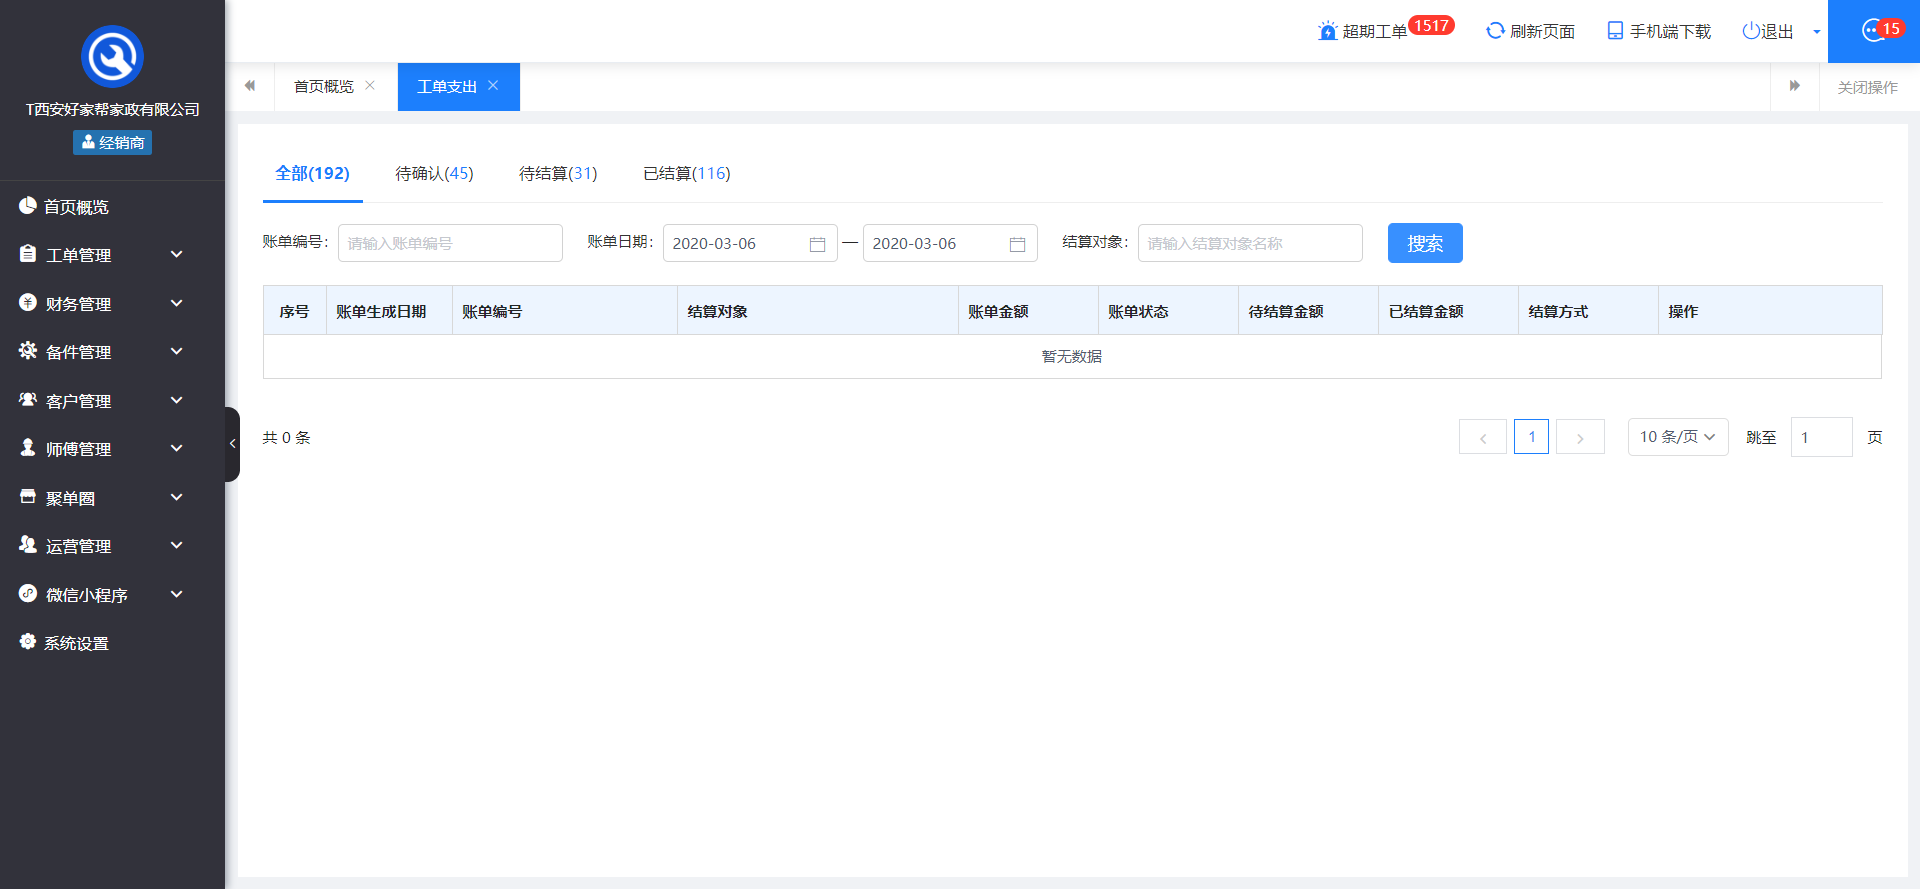 超期工单 1517 刷新页面 手机端下载 退出 15
T西安好家帮家政有限公司
经销商
首页概览
工单管理
财务管理
备件管理
客户管理
师傅管理
聚单圈
运营管理
微信小程序
系统设置
首页概览 工单支出 关闭操作
全部(192) 待确认(45) 待结算(31) 已结算(116)
账单编号: 请输入账单编号 账单日期: 2020-03-06 — 2020-03-06 结算对象: 请输入结算对象名称 搜索
序号 账单生成日期 账单编号 结算对象 账单金额 账单状态 待结算金额 已结算金额 结算方式 操作
暂无数据
共 0 条 1 10 条/页 跳至 1 页